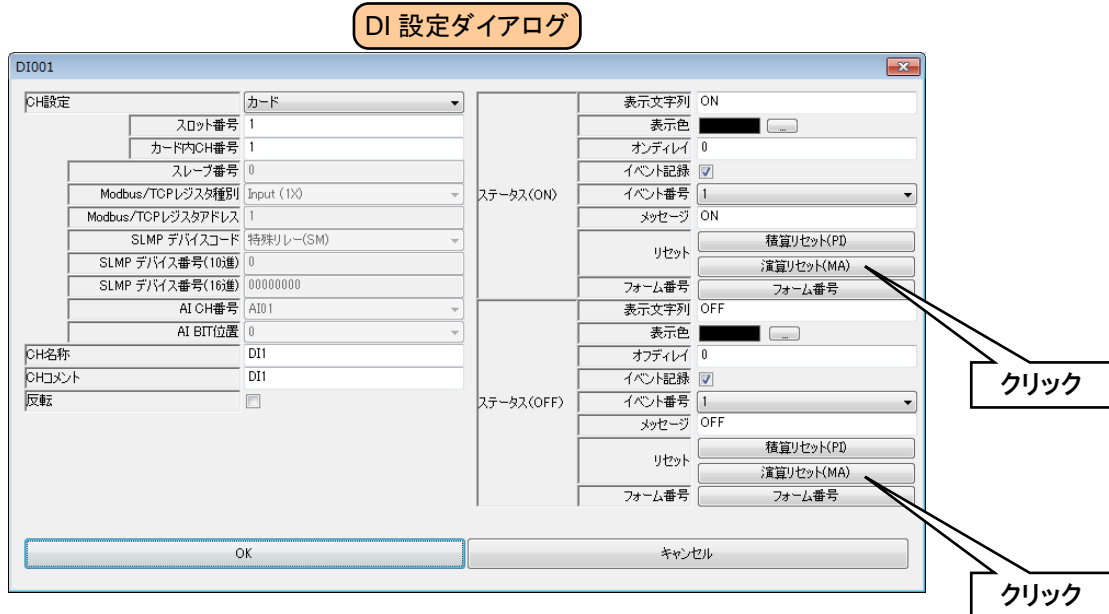 DI 設定ダイアログ
DI001
CH設定 カード
スロット番号 1
カード内CH番号 1
スレーブ番号 0
Modbus/TCPレジスタ種別 Input (1X)
Modbus/TCPレジスタアドレス 1
SLMP デバイスコード 特殊リレー(SM)
SLMP デバイス番号(10進) 0
SLMP デバイス番号(16進) 00000000
AI CH番号 AI01
AI BIT位置 0
CH名称 DI1
CHコメント DI1
反転
ステータス(ON)
表示文字列 ON
表示色 ...
オンディレイ 0
イベント記録
イベント番号 1
メッセージ ON
リセット 積算リセット(PI)
演算リセット(MA)
フォーム番号 フォーム番号
クリック
ステータス(OFF)
表示文字列 OFF
表示色 ...
オフディレイ 0
イベント記録
イベント番号 1
メッセージ OFF
リセット 積算リセット(PI)
演算リセット(MA)
フォーム番号 フォーム番号
クリック
OK キャンセル